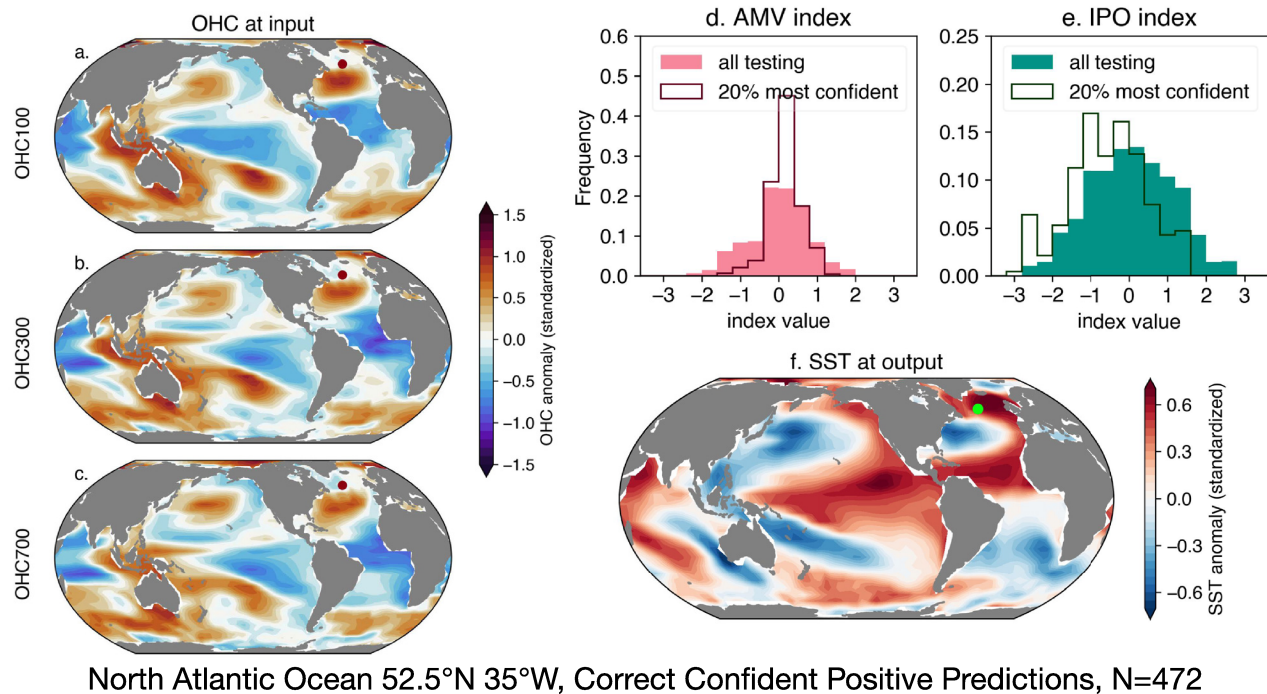 OHC at input
a.
OHC100
b.
OHC300
c.
OHC700
1.5
1.0
0.5
0.0
−0.5
−1.0
−1.5
OHC anomaly (standardized)
d. AMV index
all testing
20% most confident
0.6
0.5
0.4
0.3
0.2
0.1
0.0
Frequency
−3 −2 −1 0 1 2 3
index value
e. IPO index
all testing
20% most confident
0.25
0.20
0.15
0.10
0.05
0.00
−3 −2 −1 0 1 2 3
index value
f. SST at output
0.6
0.3
0.0
−0.3
−0.6
SST anomaly (standardized)
North Atlantic Ocean 52.5°N 35°W, Correct Confident Positive Predictions, N=472